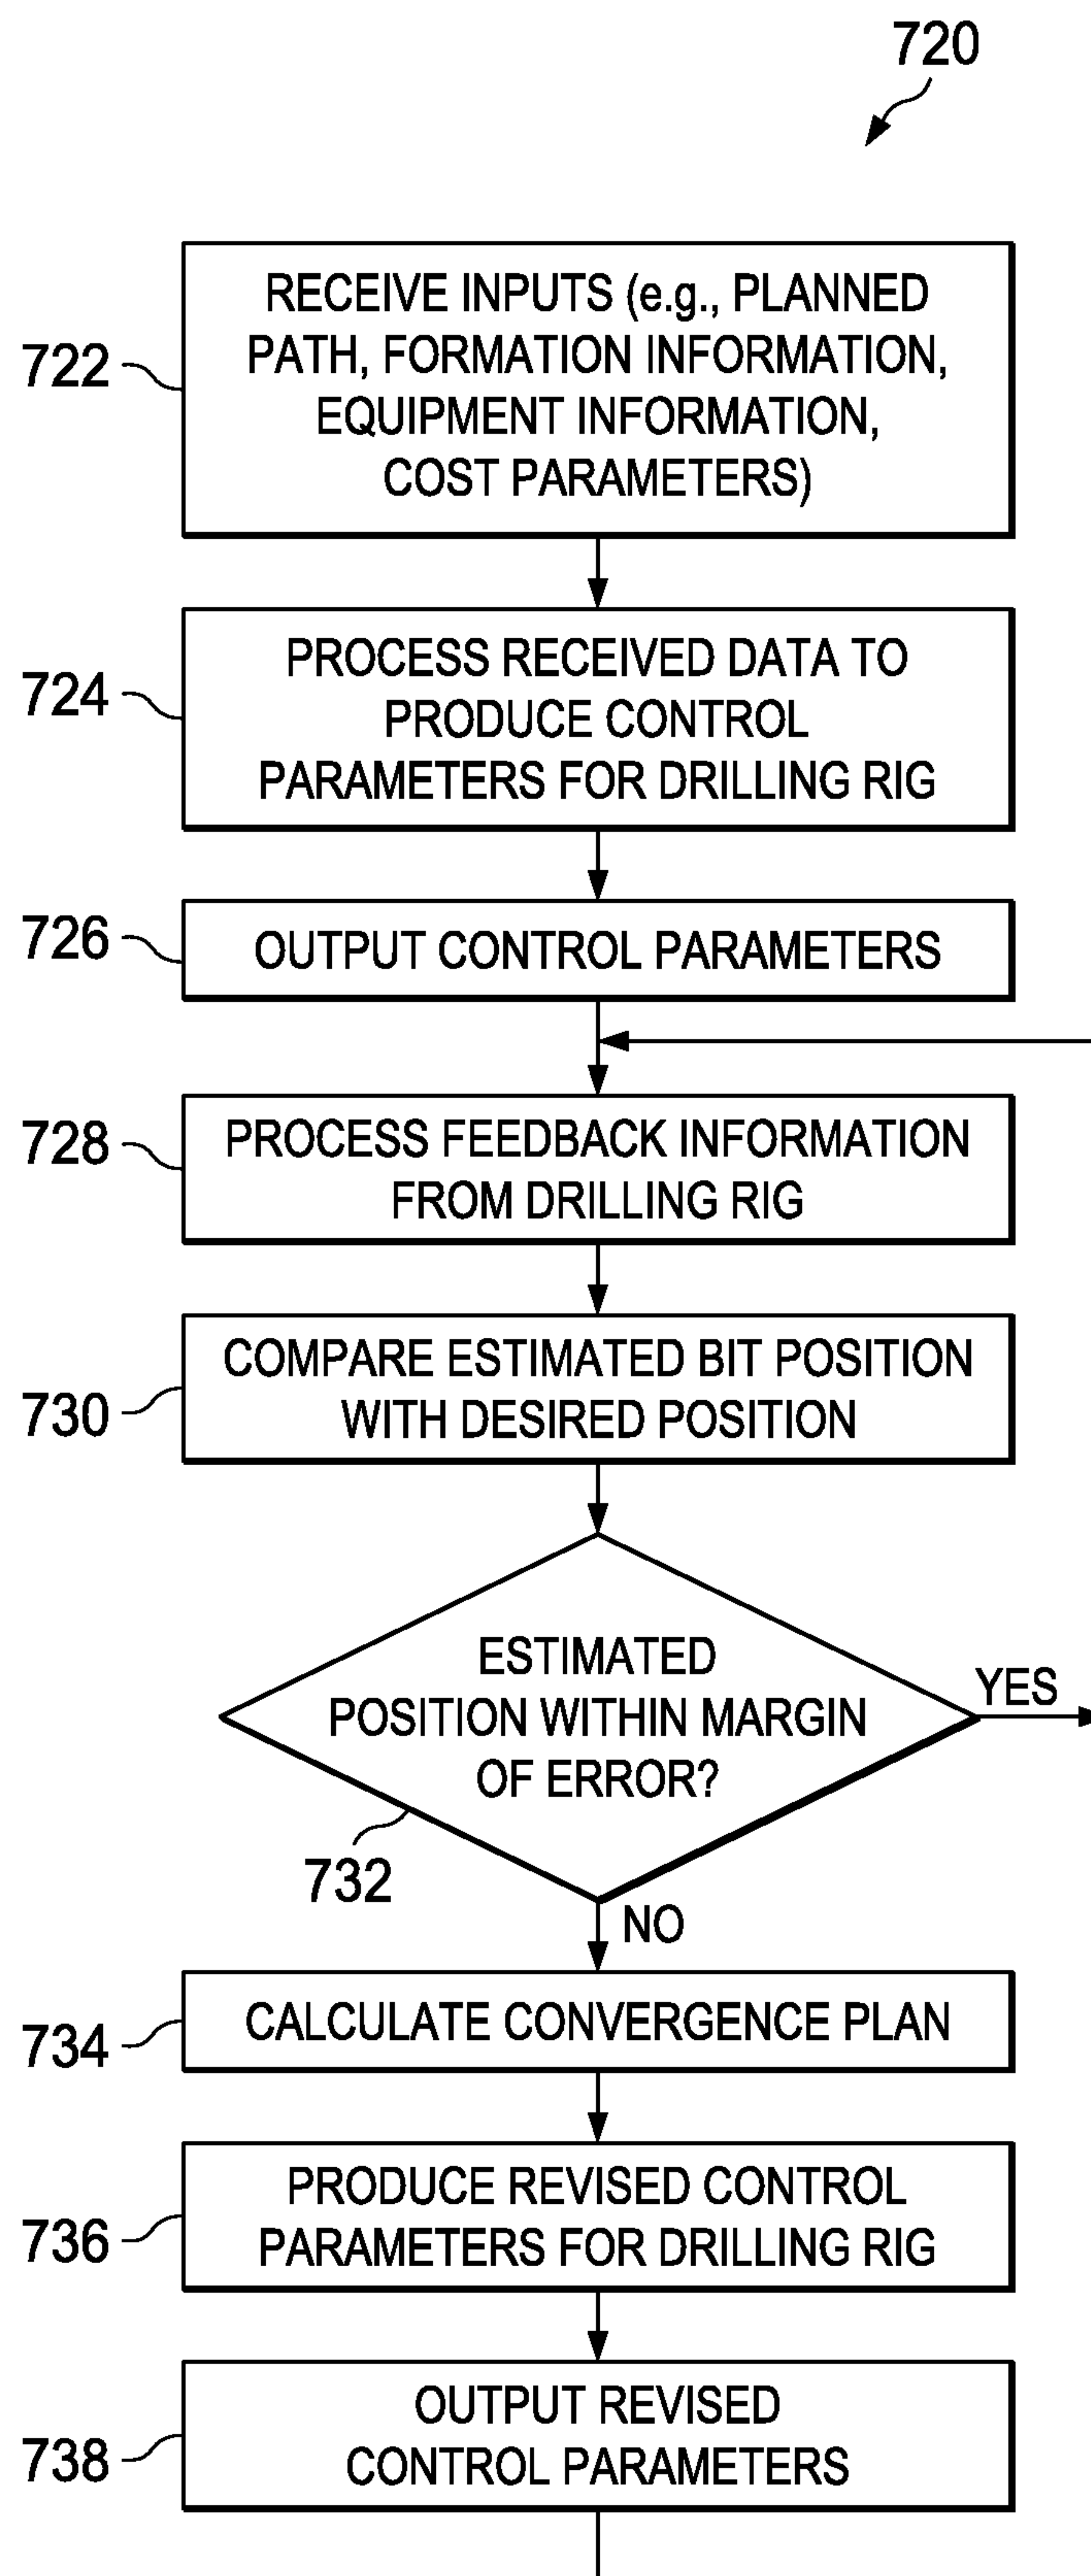 720
722
RECEIVE INPUTS (e.g., PLANNED
PATH, FORMATION INFORMATION,
EQUIPMENT INFORMATION,
COST PARAMETERS)
724
PROCESS RECEIVED DATA TO
PRODUCE CONTROL
PARAMETERS FOR DRILLING RIG
726
OUTPUT CONTROL PARAMETERS
728
PROCESS FEEDBACK INFORMATION
FROM DRILLING RIG
730
COMPARE ESTIMATED BIT POSITION
WITH DESIRED POSITION
ESTIMATED
POSITION WITHIN MARGIN
OF ERROR?
YES
732
NO
734
CALCULATE CONVERGENCE PLAN
736
PRODUCE REVISED CONTROL
PARAMETERS FOR DRILLING RIG
738
OUTPUT REVISED
CONTROL PARAMETERS